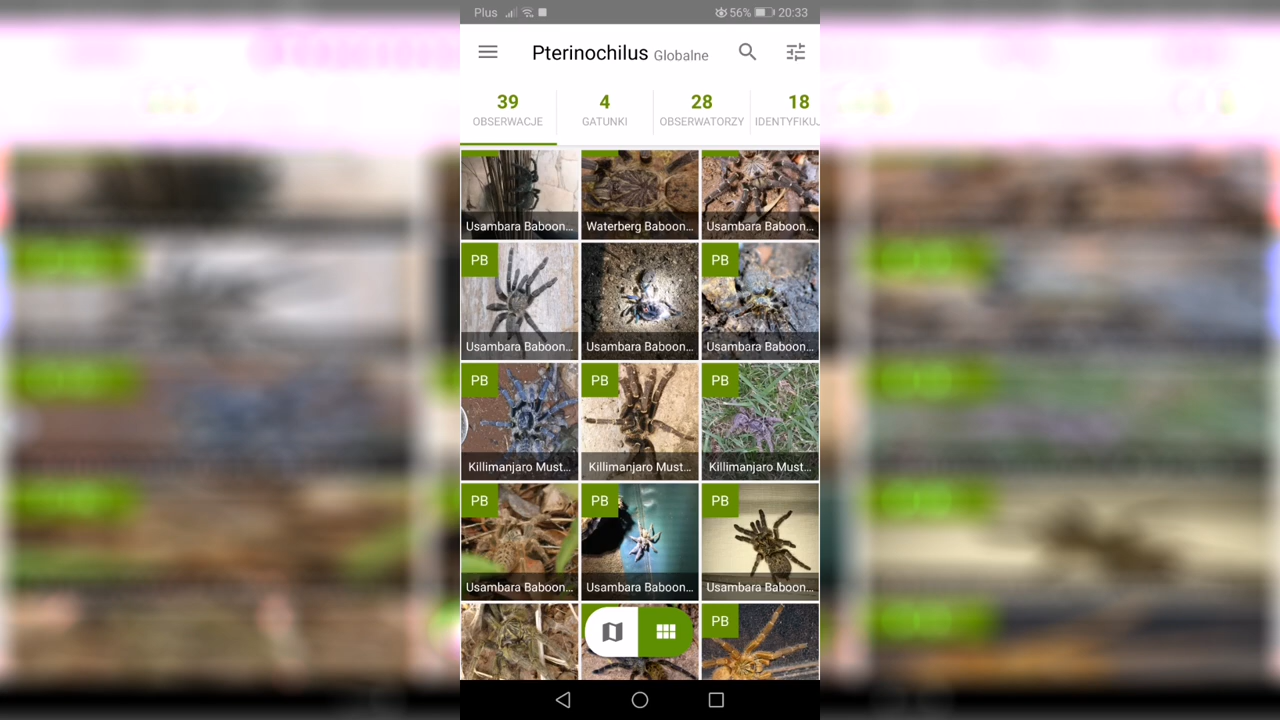 Plus 56% 20:33
Pterinochilus Globalne
39 4 28 18
OBSERWACJE GATUNKI OBSERWATORZY IDENTYFIKUJ
Usambara Baboon... Waterberg Baboon... Usambara Baboon...
PB PB
Usambara Baboon... Usambara Baboon... Usambara Baboon...
PB PB PB
Killimanjaro Must... Killimanjaro Must... Killimanjaro Must...
PB PB PB
Usambara Baboon... Usambara Baboon... Usambara Baboon...
PB